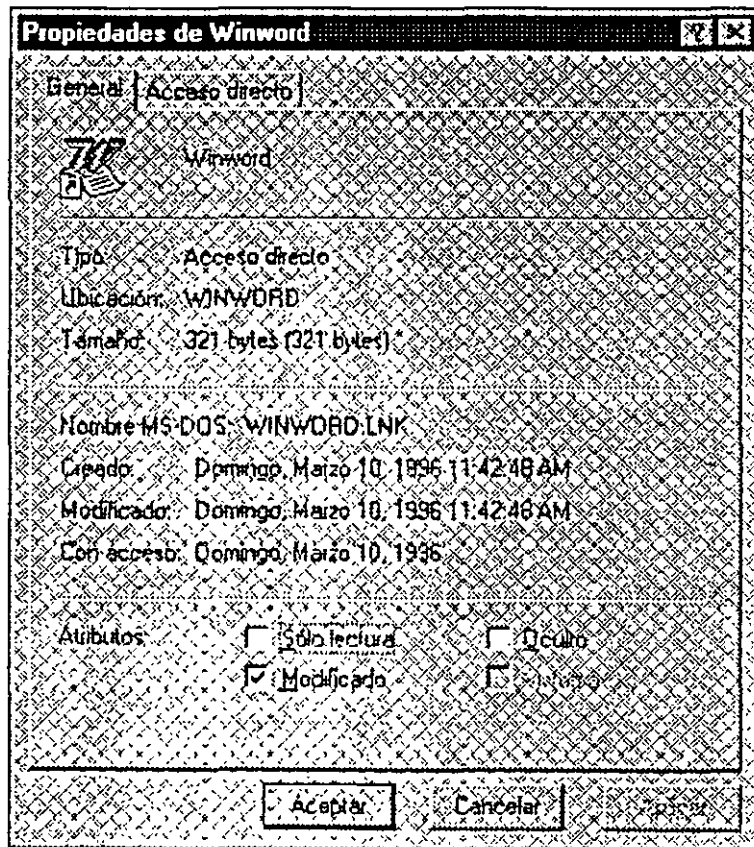 Propiedades de Winword
General Acceso directo
Winword
Tipo: Acceso directo
Ubicación: WINWORD
Tamaño: 321 bytes (321 bytes)
Nombre MS-DOS: WINWORD.LNK
Creado: Domingo, Marzo 10, 1996 11:42:48 AM
Modificado: Domingo, Marzo 10, 1996 11:42:48 AM
Con acceso: Domingo, Marzo 10, 1996
Atributos: Sólo lectura Oculto
Modificado
Aceptar Cancelar